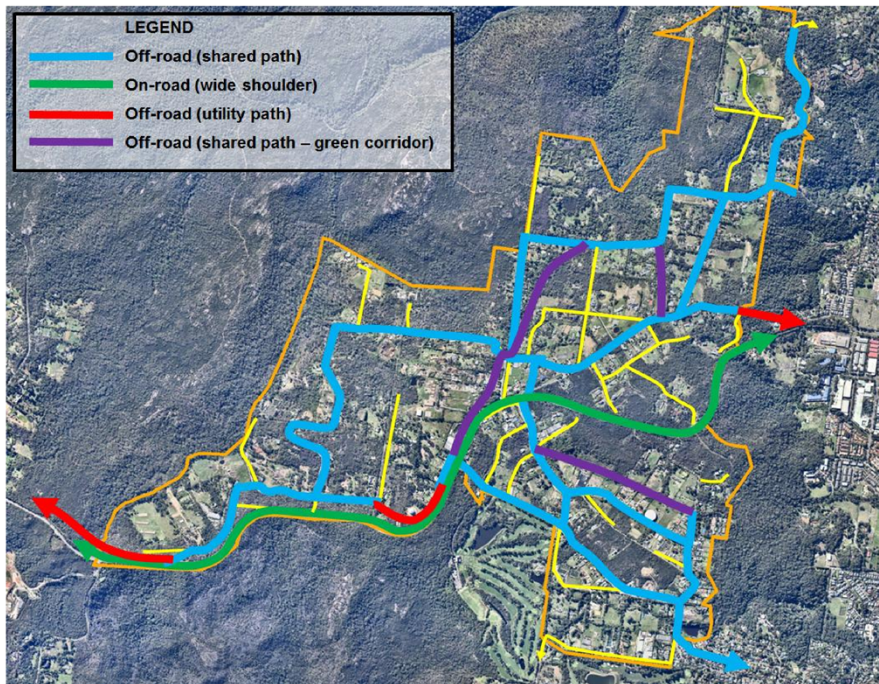 LEGEND
Off-road (shared path)
On-road (wide shoulder)
Off-road (utility path)
Off-road (shared path – green corridor)